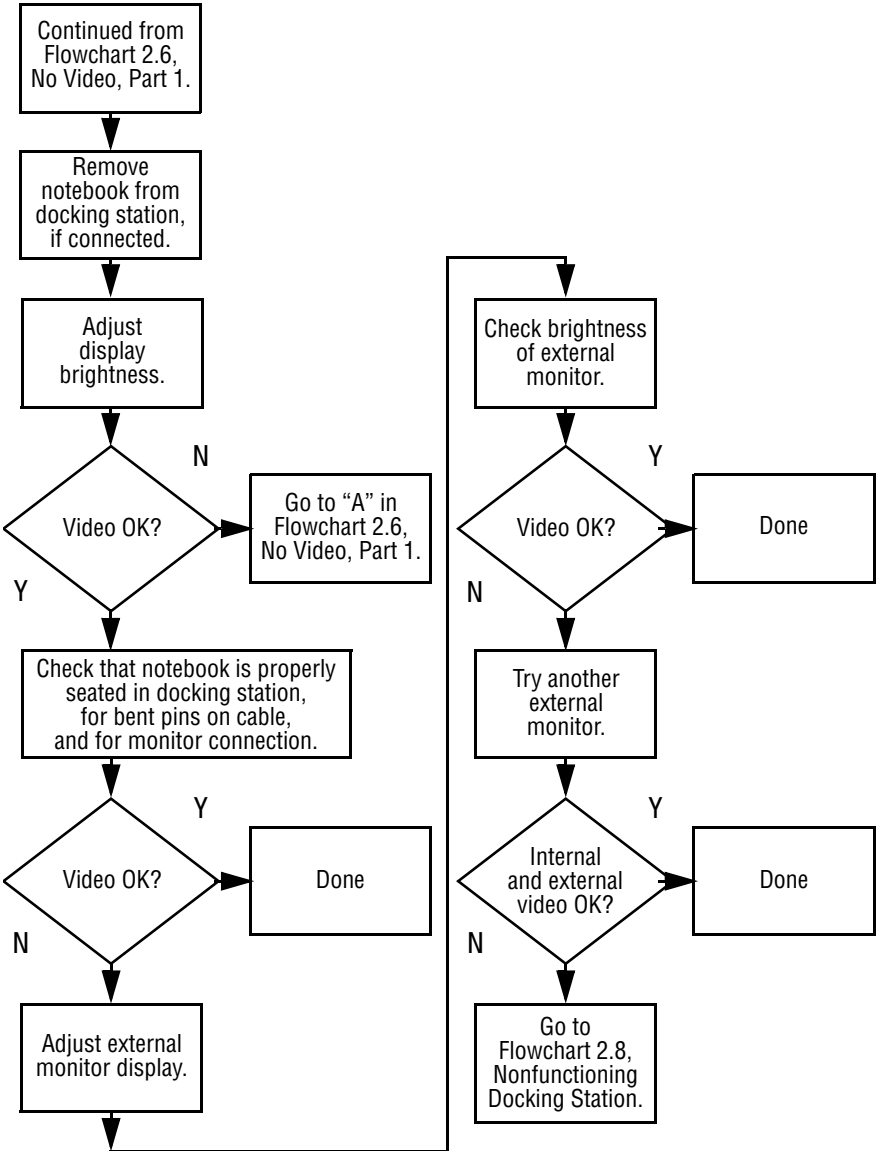 Continued from
Flowchart 2.6,
No Video, Part 1.
Remove
notebook from
docking station,
if connected.
Adjust
display
brightness.
N
Video OK?
Go to “A” in
Flowchart 2.6,
No Video, Part 1.
Y
Check that notebook is properly
seated in docking station,
for bent pins on cable,
and for monitor connection.
Y
Video OK?
Done
N
Adjust external
monitor display.
Check brightness
of external
monitor.
Y
Video OK?
Done
N
Try another
external
monitor.
Y
Internal
and external
video OK?
Done
N
Go to
Flowchart 2.8,
Nonfunctioning
Docking Station.